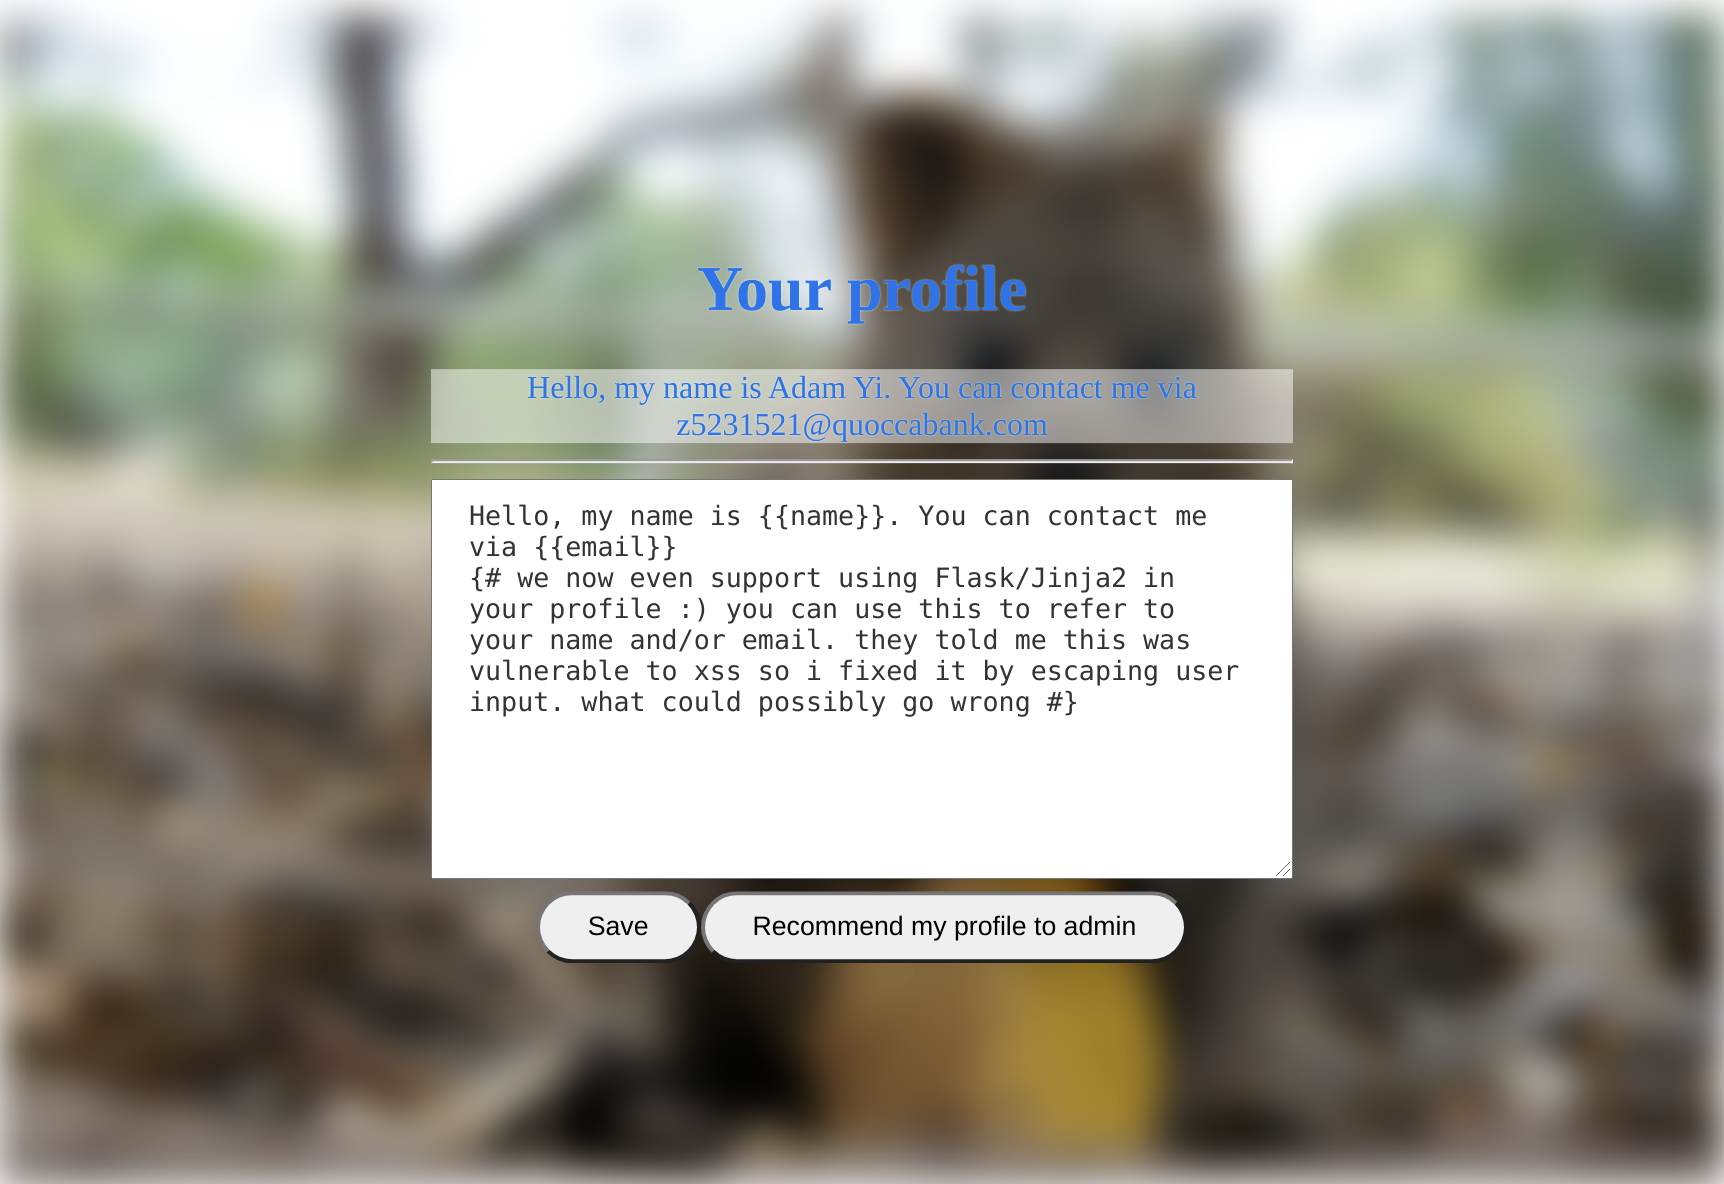 Your profile
Hello, my name is Adam Yi. You can contact me via
z5231521@quoccabank.com
Hello, my name is {{name}}. You can contact me
via {{email}}
{# we now even support using Flask/Jinja2 in
your profile :) you can use this to refer to
your name and/or email. they told me this was
vulnerable to xss so i fixed it by escaping user
input. what could possibly go wrong #}
Save
Recommend my profile to admin